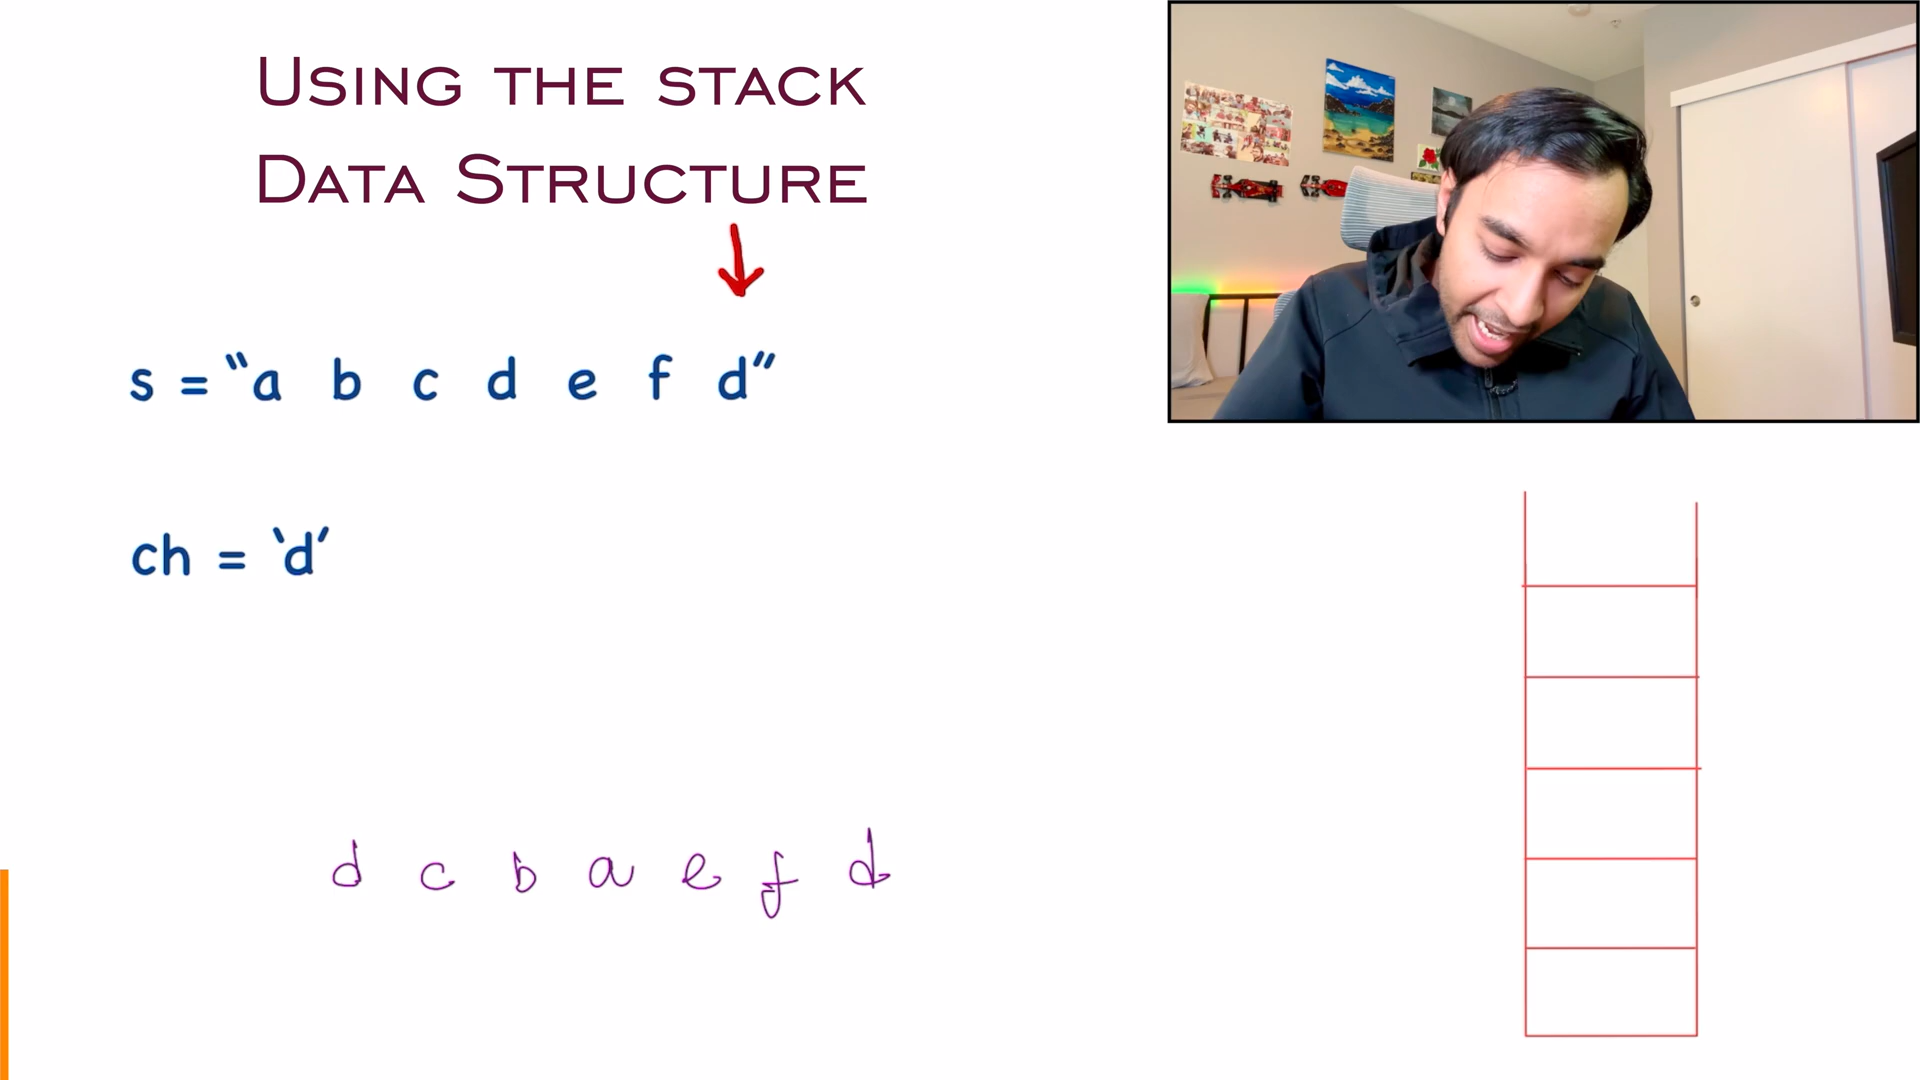 USING THE STACK
DATA STRUCTURE
s = “a b c d e f d”
ch = ‘d’
d c b a e f d